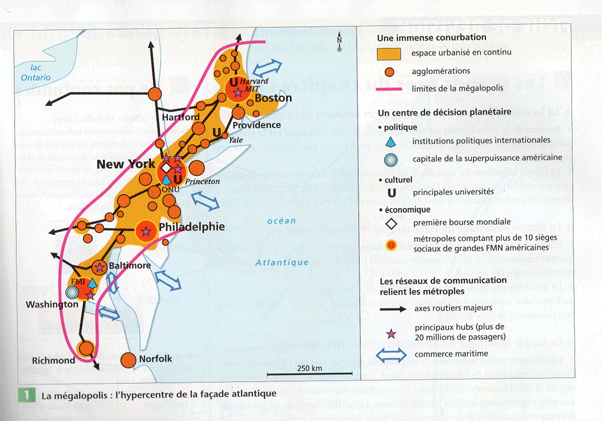 lac
Ontario
N
Harvard
MIT
Boston
Hartford
Providence
Yale
New York
Princeton
ONU
Philadelphie
océan
Atlantique
Baltimore
FMI
Washington
Richmond
Norfolk
250 km
Une immense conurbation
espace urbanisé en continu
agglomérations
limites de la mégalopolis
Un centre de décision planétaire
• politique
institutions politiques internationales
capitale de la superpuissance américaine
• culturel
U principales universités
• économique
première bourse mondiale
métropoles comptant plus de 10 sièges
sociaux de grandes FMN américaines
Les réseaux de communication
relient les métroples
axes routiers majeurs
principaux hubs (plus de
20 millions de passagers)
commerce maritime
1 La mégalopolis : l'hypercentre de la façade atlantique